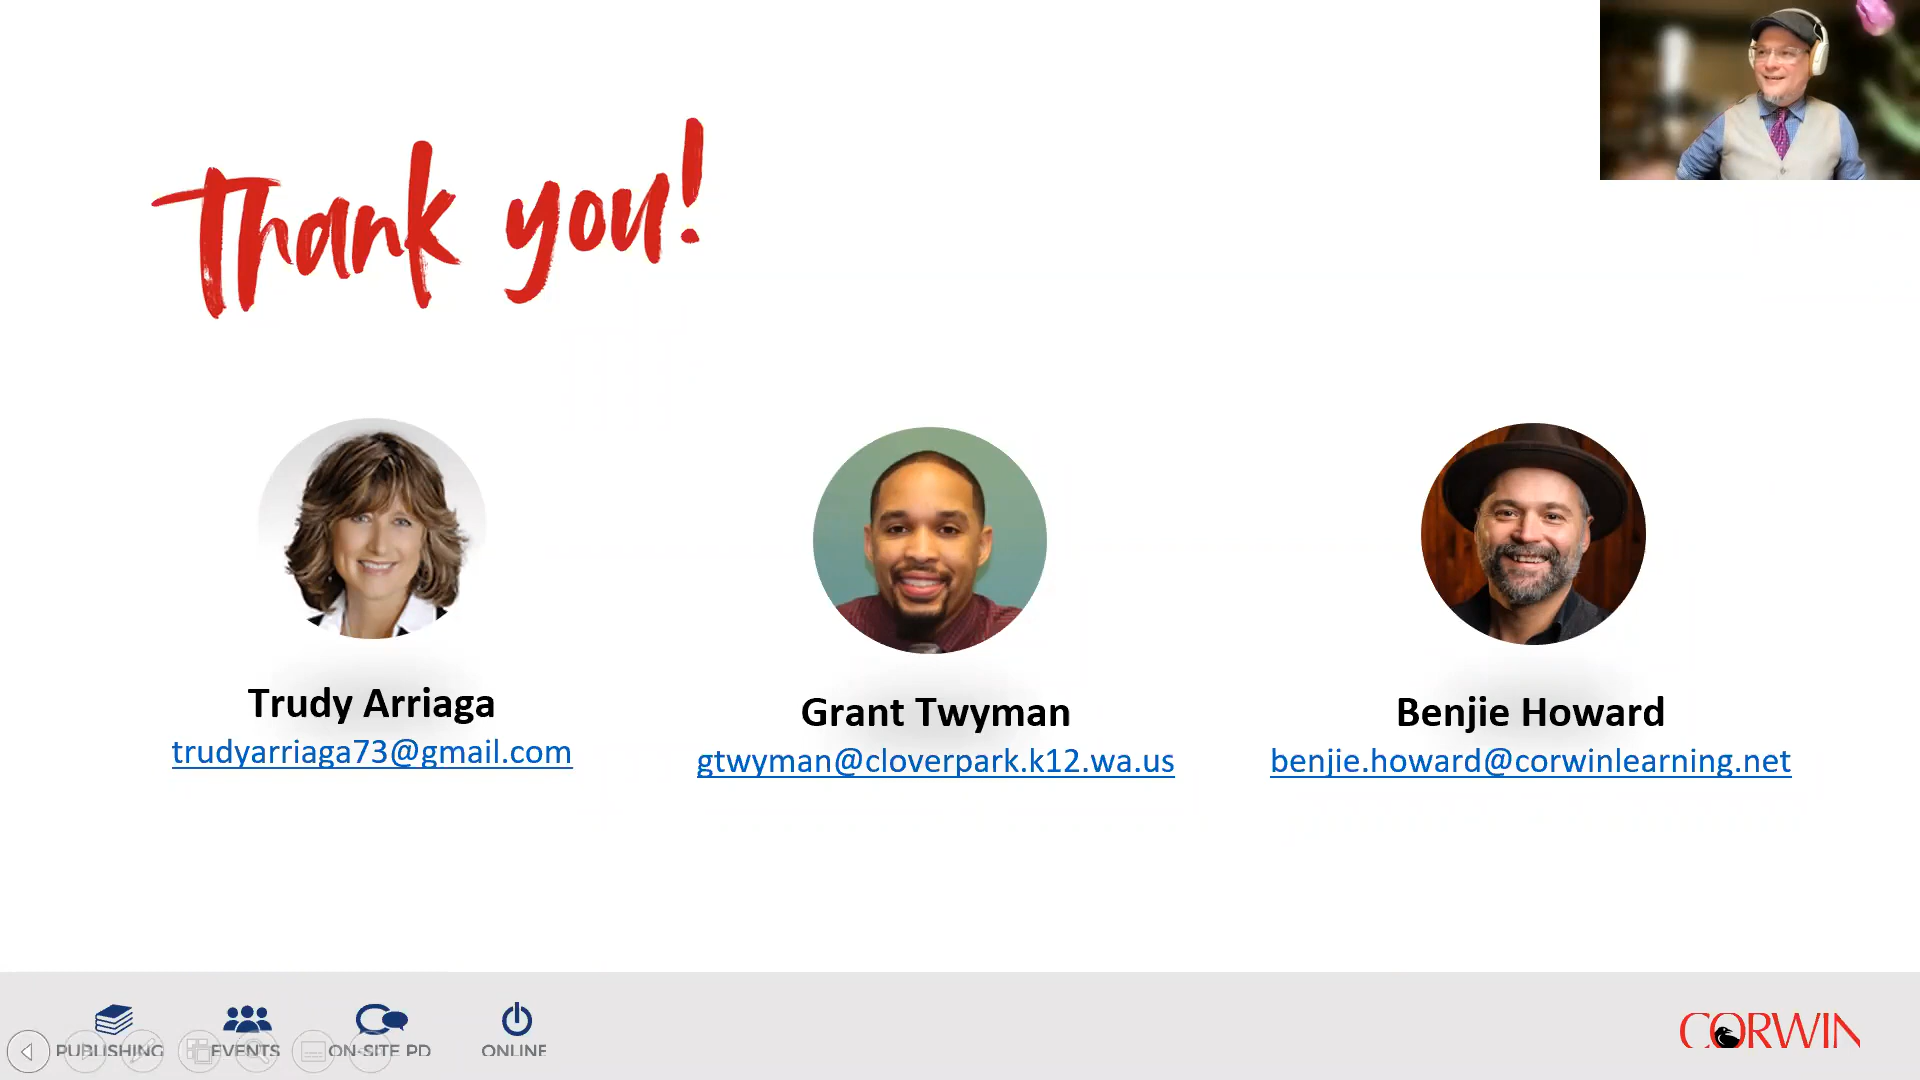 Thank you!
Trudy Arriaga
trudyarriaga73@gmail.com
Grant Twyman
gtwyman@cloverpark.k12.wa.us
Benjie Howard
benjie.howard@corwinlearning.net
PUBLISHING
EVENTS
ON-SITE PD
ONLINE
CORWIN